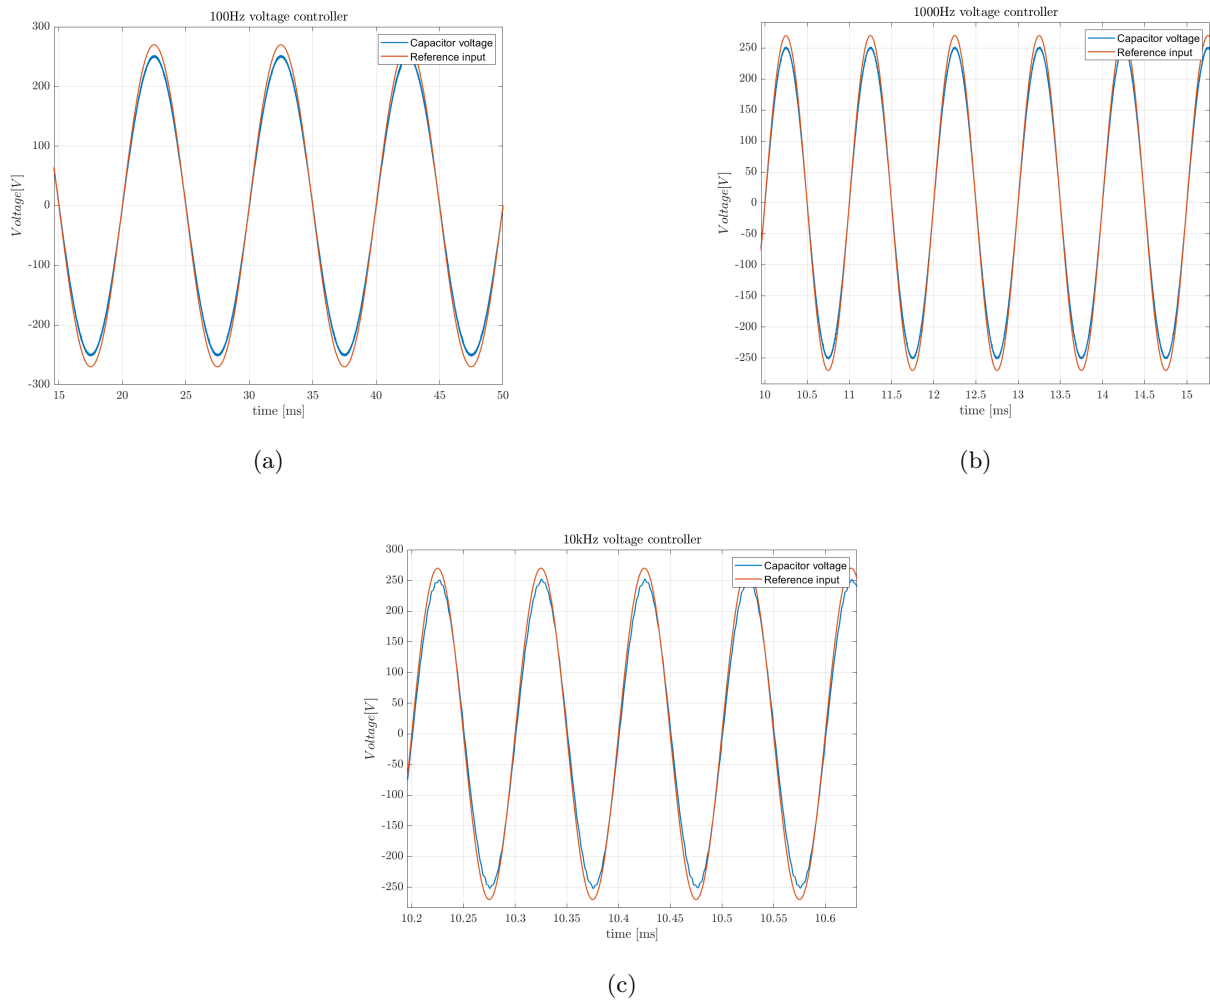 100Hz voltage controller
Capacitor voltage
Reference input
300
200
100
0
-100
-200
-300
Voltage[V]
15 20 25 30 35 40 45 50
time [ms]
(a)
1000Hz voltage controller
Capacitor voltage
Reference input
250
200
150
100
50
0
-50
-100
-150
-200
-250
Voltage[V]
10 10.5 11 11.5 12 12.5 13 13.5 14 14.5 15
time [ms]
(b)
10kHz voltage controller
Capacitor voltage
Reference input
300
250
200
150
100
50
0
-50
-100
-150
-200
-250
Voltage[V]
10.2 10.25 10.3 10.35 10.4 10.45 10.5 10.55 10.6
time [ms]
(c)